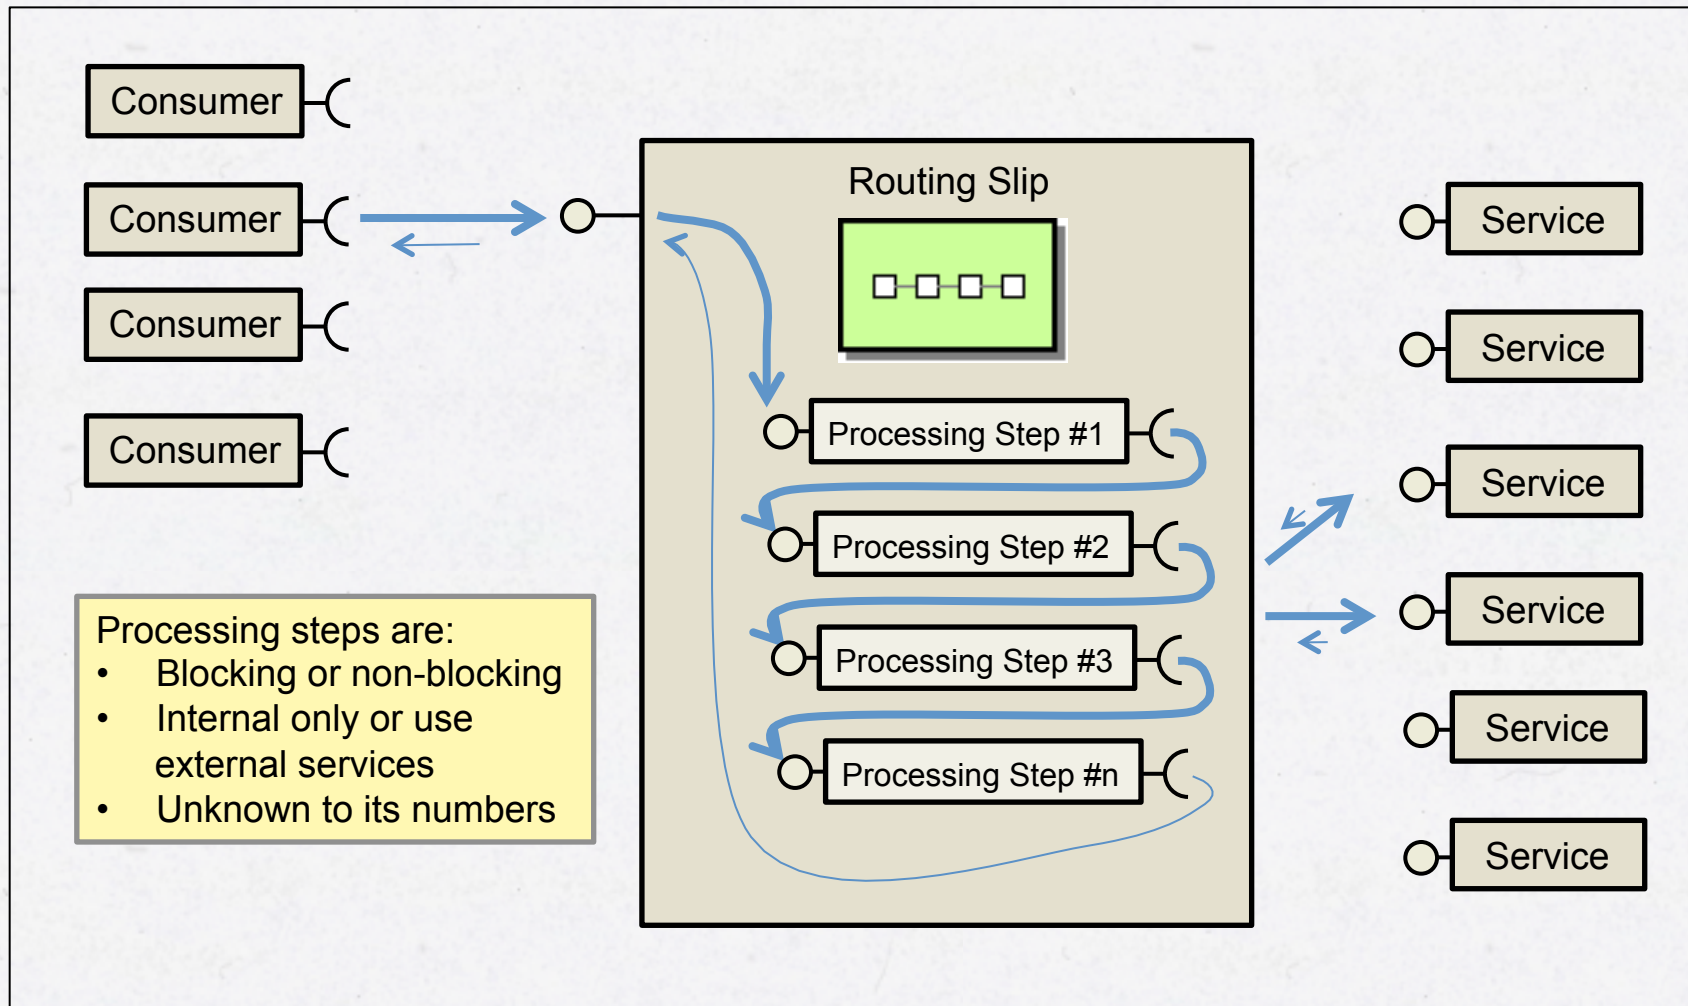 Consumer
Consumer
Consumer
Consumer
Processing steps are:
• Blocking or non-blocking
• Internal only or use
external services
• Unknown to its numbers
Routing Slip
Processing Step #1
Processing Step #2
Processing Step #3
Processing Step #n
Service
Service
Service
Service
Service
Service